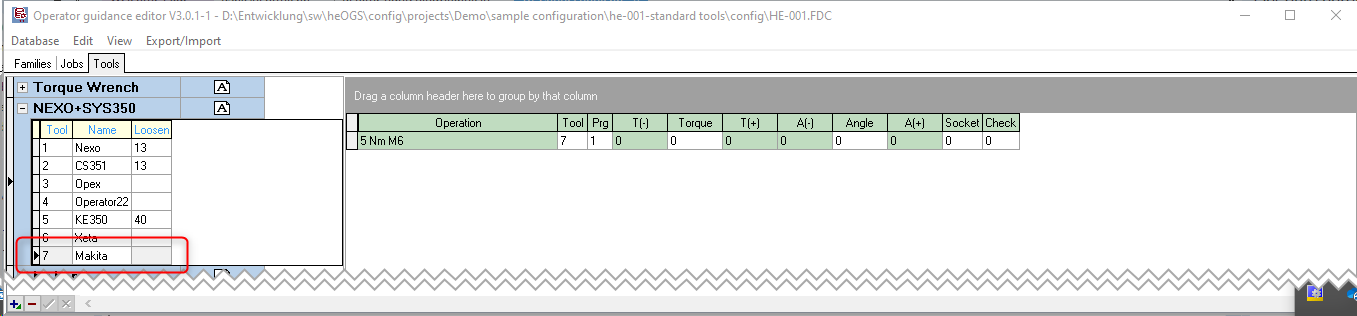 Operator guidance editor V3.0.1-1 - D:\Entwicklung\sw\heOGS\config\projects\Demo\sample configuration\he-001-standard tools\config\HE-001.FDC
Database Edit View Export/Import
Families Jobs Tools
Torque Wrench A
NEXO+SYS350 A
Tool Name Loosen
1 Nexo 13
2 CS351 13
3 Opex
4 Operator22
5 KE350 40
6 Xeta
7 Makita
Drag a column header here to group by that column
Operation Tool Prg T(-) Torque T(+) A(-) Angle A(+) Socket Check
5 Nm M6 7 1 0 0 0 0 0 0 0 0